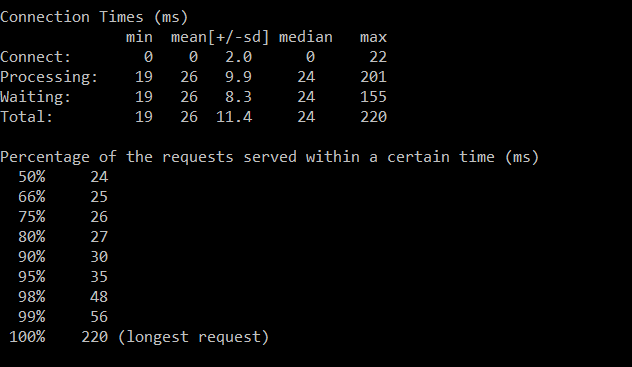 Connection Times (ms)
              min  mean[+/-sd] median   max
Connect:        0    0   2.0      0      22
Processing:    19   26   9.9     24     201
Waiting:       19   26   8.3     24     155
Total:         19   26  11.4     24     220

Percentage of the requests served within a certain time (ms)
  50%     24
  66%     25
  75%     26
  80%     27
  90%     30
  95%     35
  98%     48
  99%     56
 100%    220 (longest request)